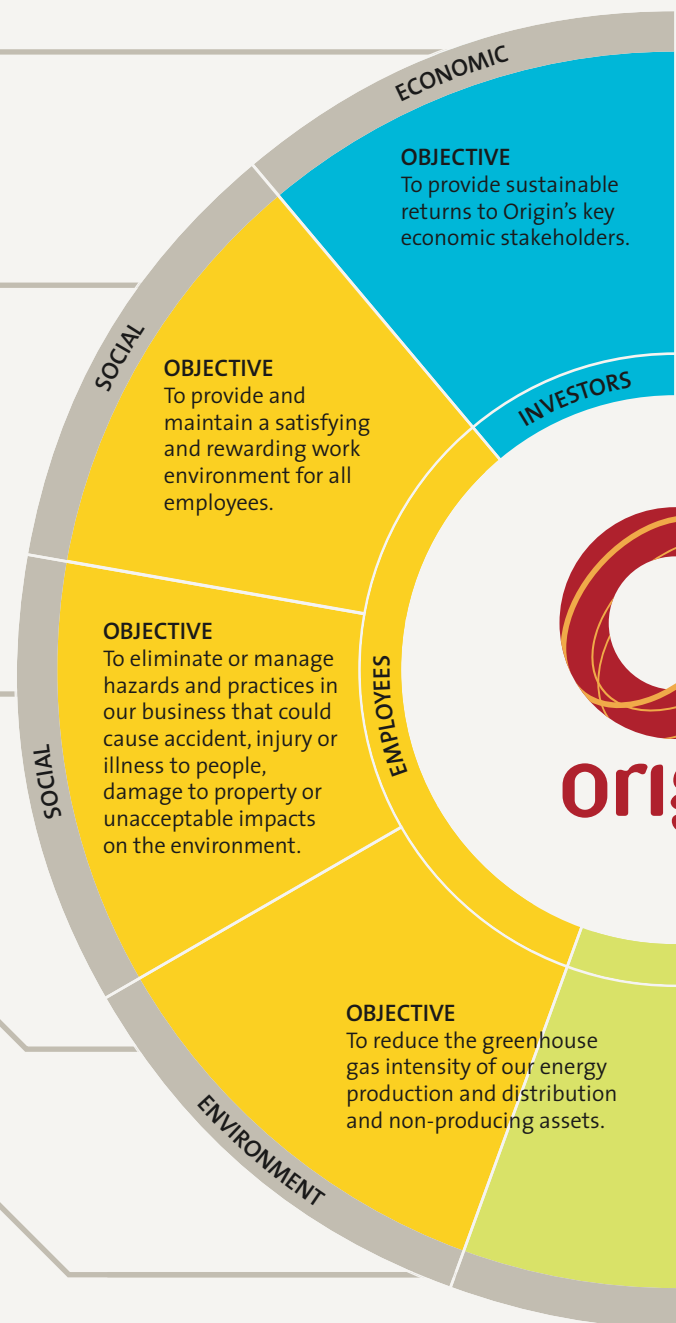 ECONOMIC
OBJECTIVE
To provide sustainable
returns to Origin’s key
economic stakeholders.
INVESTORS
SOCIAL
OBJECTIVE
To provide and
maintain a satisfying
and rewarding work
environment for all
employees.
SOCIAL
OBJECTIVE
To eliminate or manage
hazards and practices in
our business that could
cause accident, injury or
illness to people,
damage to property or
unacceptable impacts
on the environment.
EMPLOYEES
ENVIRONMENT
OBJECTIVE
To reduce the greenhouse
gas intensity of our energy
production and distribution
and non-producing assets.